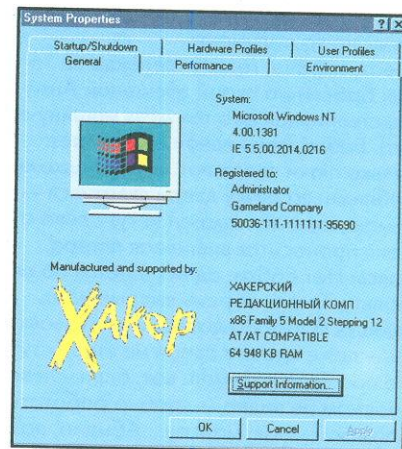 System Properties
Startup/Shutdown
Hardware Profiles
User Profiles
General
Performance
Environment
System:
Microsoft Windows NT
4.00.1381
IE 5 5.00.2014.0216
Registered to:
Administrator
Gameland Company
50036-111-1111111-95690
Manufactured and supported by:
Хакер
ХАКЕРСКИЙ
РЕДАКЦИОННЫЙ КОМП
x86 Family 5 Model 2 Stepping 12
AT/AT COMPATIBLE
64 948 KB RAM
Support Information...
OK
Cancel
Apply